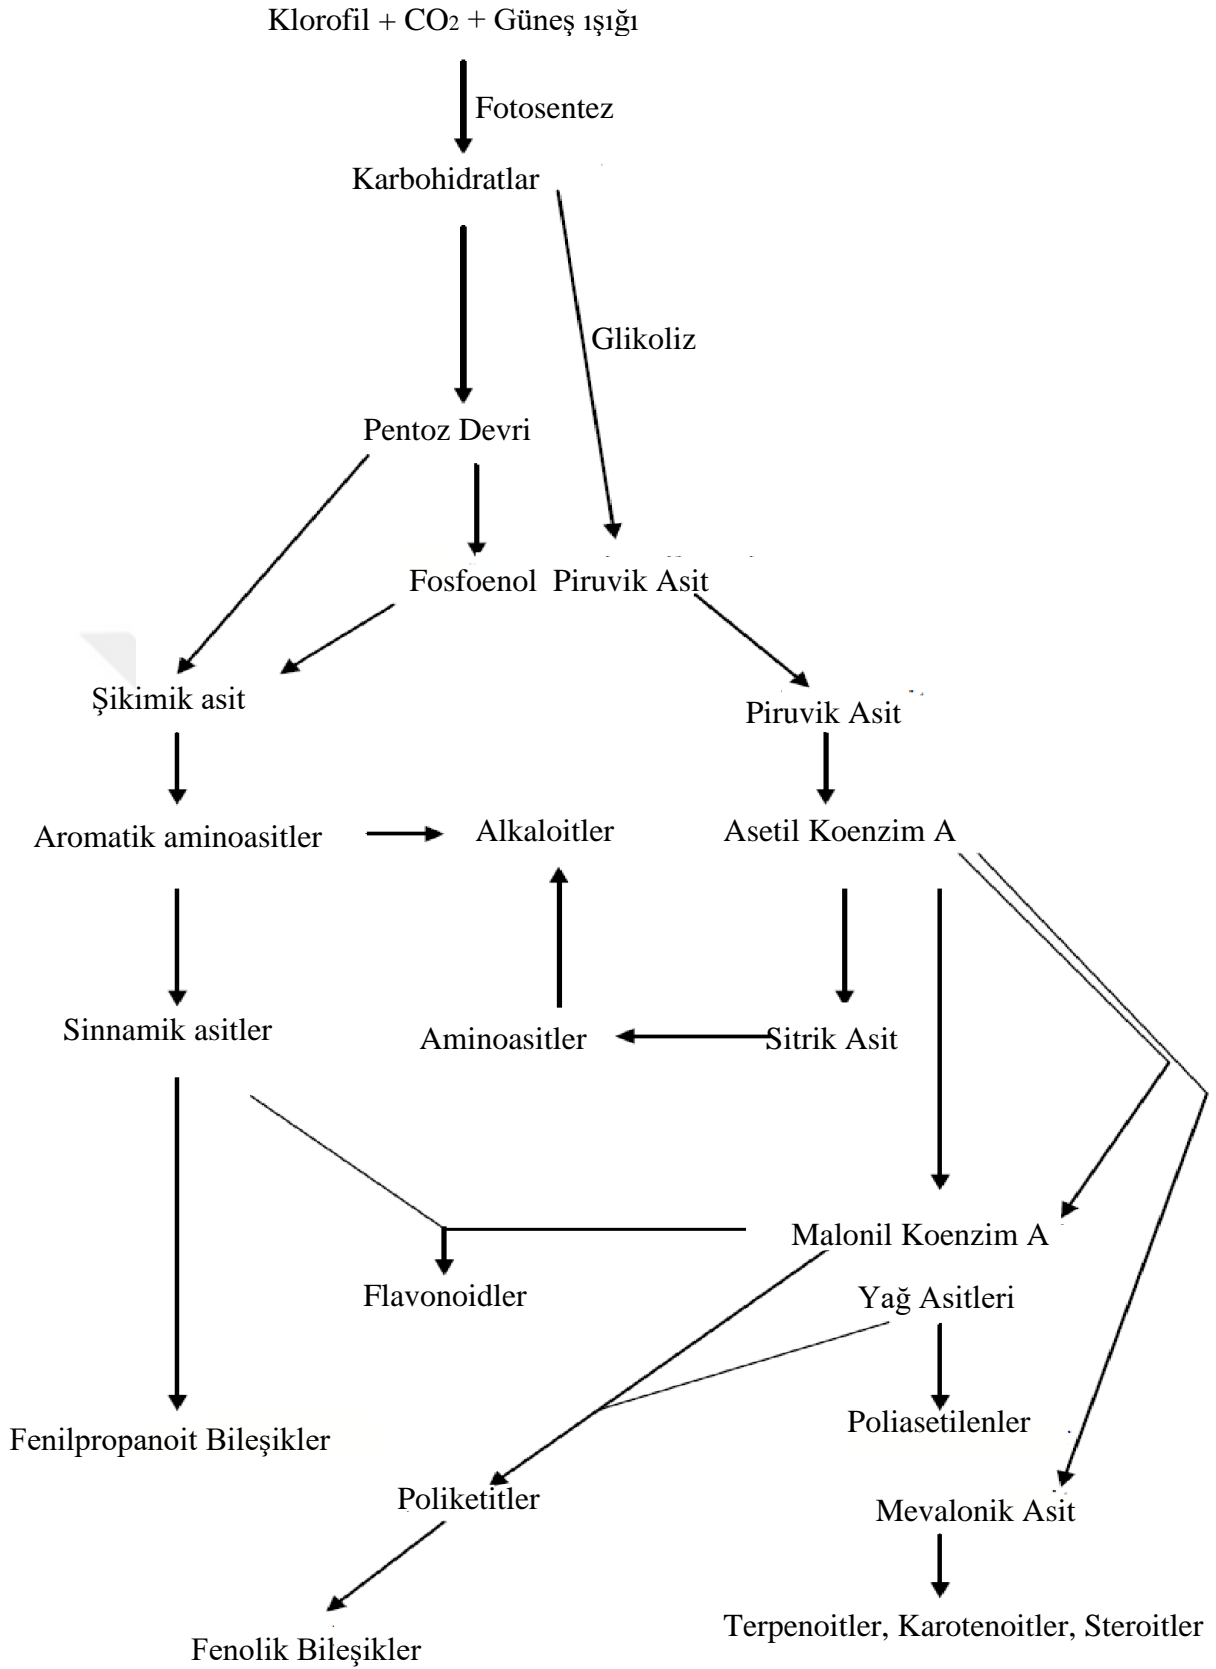 Klorofil + CO2 + Güneş ışığı
Fotosentez
Karbohidratlar
Glikoliz
Pentoz Devri
Fosfoenol Piruvik Asit
Şikimik asit
Piruvik Asit
Aromatik aminoasitler
Alkaloitler
Asetil Koenzim A
Sinnamik asitler
Aminoasitler
Sitrik Asit
Malonil Koenzim A
Flavonoidler
Yağ Asitleri
Poliasetilenler
Fenilpropanoit Bileşikler
Poliketitler
Mevalonik Asit
Terpenoitler, Karotenoitler, Steroitler
Fenolik Bileşikler